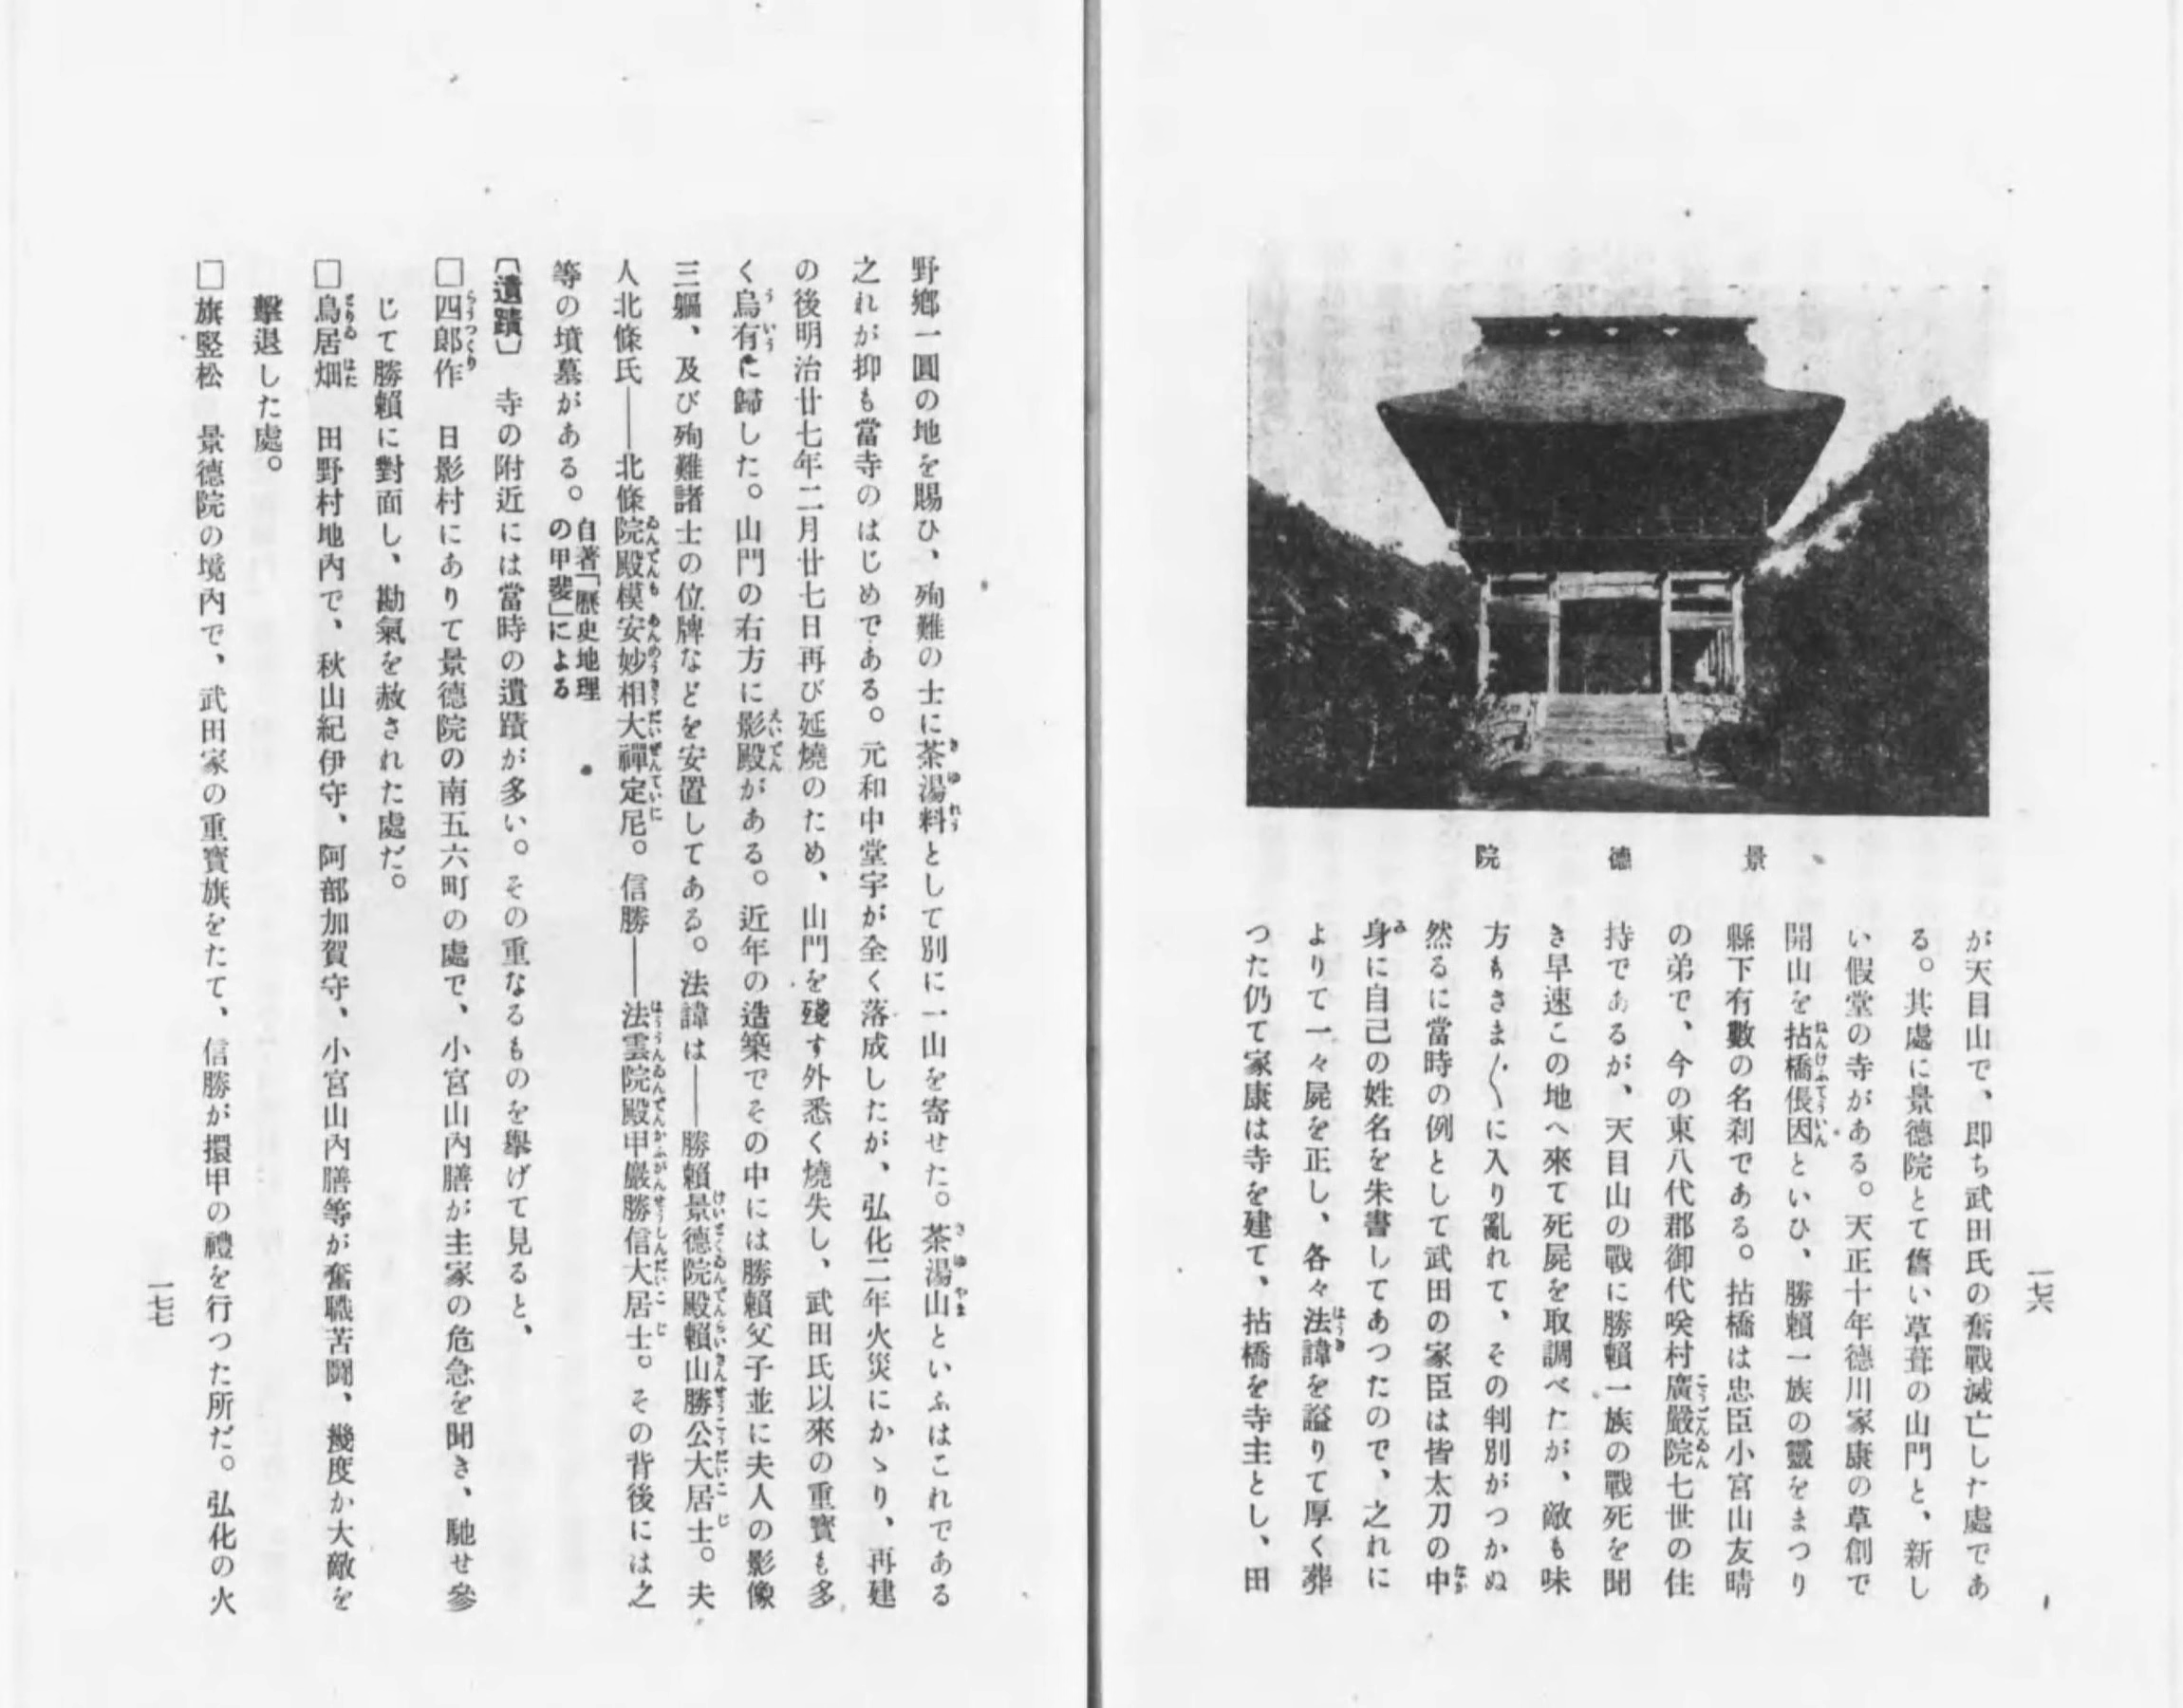 一七六
景德院
が天目山で、卽ち武田氏の奮戰滅亡した處であ
る。其處に景德院とて舊い草葺の山門と、新し
い假堂の寺がある。天正十年德川家康の草創で
開山を拈橋倀因といひ、勝賴一族の靈をまつり
縣下有數の名刹である。拈橋は忠臣小宮山友晴
の弟で、今の東八代郡御代咲村廣嚴院七世の住
持であるが、天目山の戰に勝賴一族の戰死を聞
き早速この地へ來て死屍を取調べたが、敵も味
方もさま〲に入り亂れて、その判別がつかぬ
然るに當時の例として武田の家臣は皆太刀の中
身に自己の姓名を朱書してあつたので、之れに
よりて一々屍を正し、各々法諱を謚りて厚く葬
つた仍て家康は寺を建て、拈橋を寺主とし、田
野鄕一圓の地を賜ひ、殉難の士に茶湯料として別に一山を寄せた。茶湯山といふはこれである
之れが抑も當寺のはじめである。元和中堂宇が全く落成したが、弘化二年火災にかゝり、再建
の後明治廿七年二月廿七日再び延燒のため、山門を殘す外悉く燒失し、武田氏以來の重寶も多
く烏有に歸した。山門の右方に影殿がある。近年の造築でその中には勝賴父子並に夫人の影像
三軀、及び殉難諸士の位牌などを安置してある。法諱は――勝賴景德院殿賴山勝公大居士。夫
人北條氏――北條院殿模安妙相大禪定尼。信勝――法雲院殿甲巖勝信大居士。その背後には之
等の墳墓がある。自著「歷史地理の甲斐」による
〔遺蹟〕　寺の附近には當時の遺蹟が多い。その重なるものを擧げて見ると、
□四郎作　日影村にありて景德院の南五六町の處で、小宮山內膳が主家の危急を聞き、馳せ參
じて勝賴に對面し、勘氣を赦された處だ。
□鳥居畑　田野村地內で、秋山紀伊守、阿部加賀守、小宮山內膳等が奮職苦鬪、幾度か大敵を
擊退した處。
□旗竪松　景德院の境內で、武田家の重寶旗をたて、信勝が擐甲の禮を行つた所だ。弘化の火
一七七